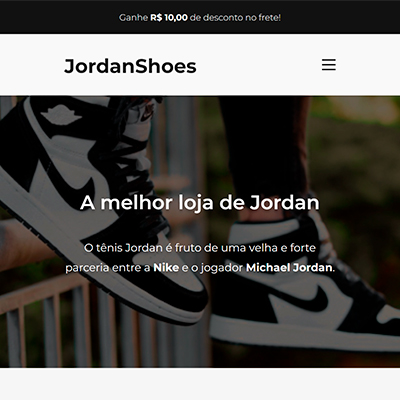 Ganhe R$ 10,00 de desconto no frete!
JordanShoes
A melhor loja de Jordan
O tênis Jordan é fruto de uma velha e forte
parceria entre a Nike e o jogador Michael Jordan.